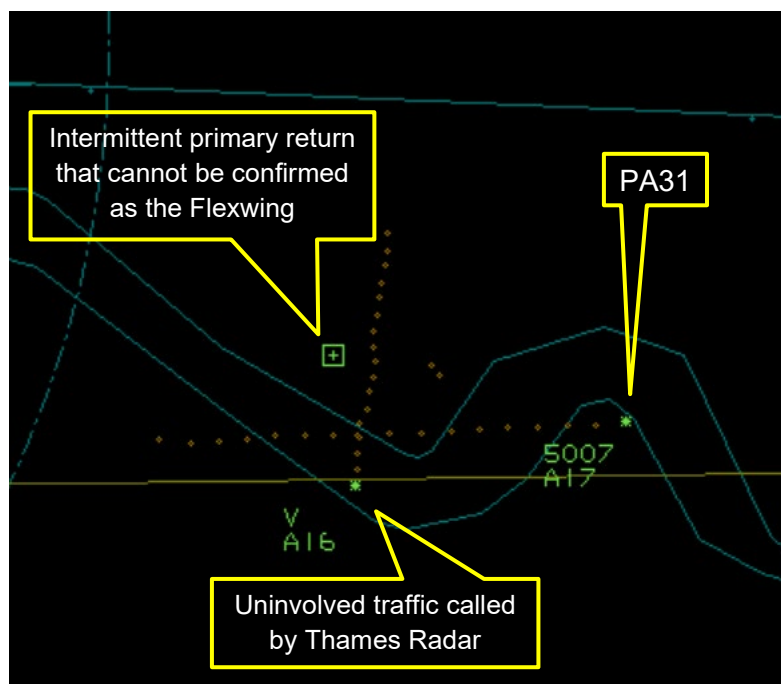 Intermittent primary return
that cannot be confirmed
as the Flexwing
PA31
5007
A17
V
A16
Uninvolved traffic called
by Thames Radar